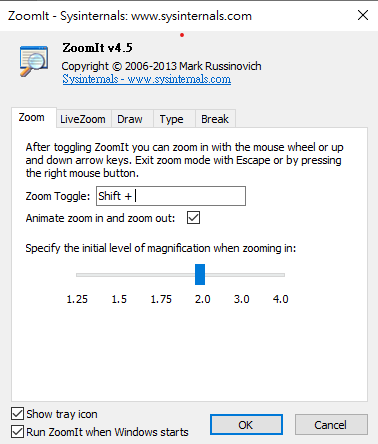 ZoomIt - Sysinternals: www.sysinternals.com
ZoomIt v4.5
Copyright © 2006-2013 Mark Russinovich
Sysinternals - www.sysinternals.com
Zoom LiveZoom Draw Type Break
After toggling ZoomIt you can zoom in with the mouse wheel or up
and down arrow keys. Exit zoom mode with Escape or by pressing
the right mouse button.
Zoom Toggle: Shift +
Animate zoom in and zoom out:
Specify the initial level of magnification when zooming in:
1.25 1.5 1.75 2.0 3.0 4.0
Show tray icon
Run ZoomIt when Windows starts
OK Cancel